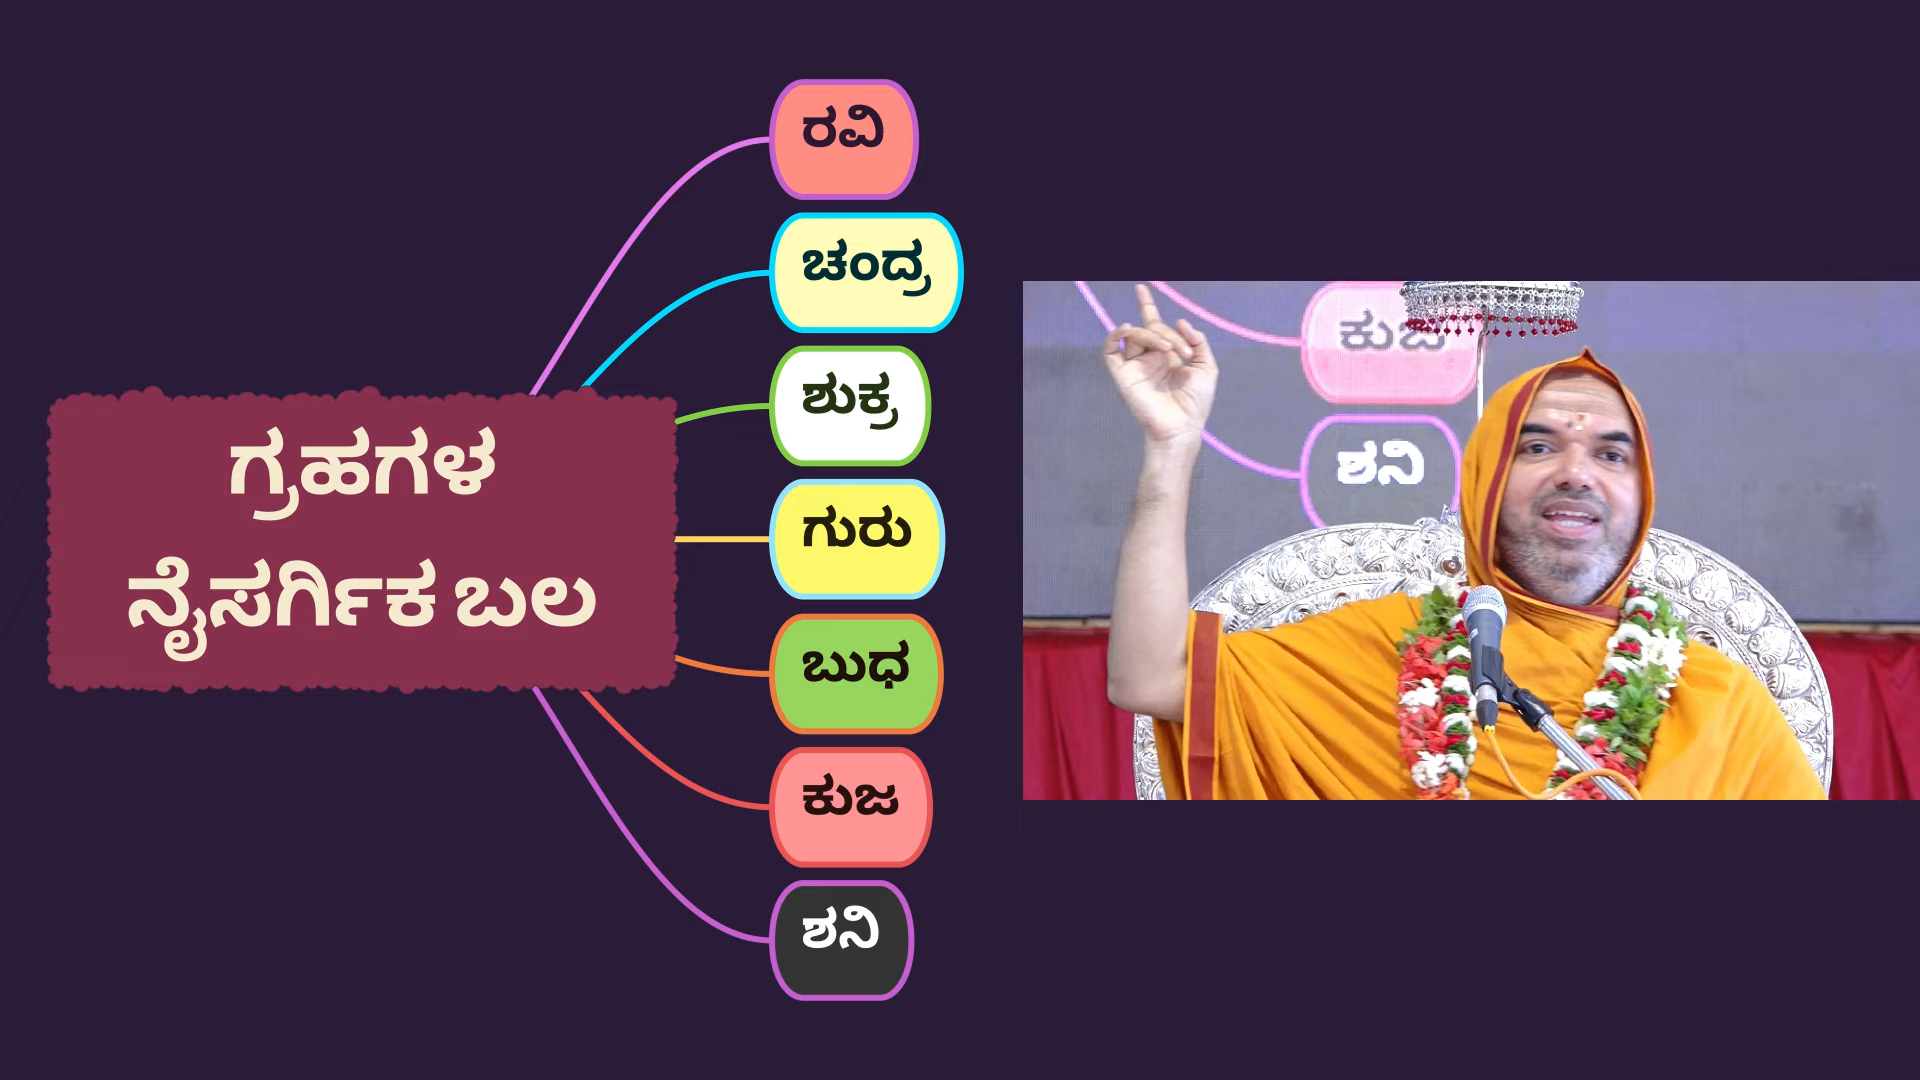 ಗ್ರಹಗಳ
ನೈಸರ್ಗಿಕ ಬಲ
ರವಿ
ಚಂದ್ರ
ಶುಕ್ರ
ಗುರು
ಬುಧ
ಕುಜ
ಶನಿ
ಕುಜ
ಶನಿ